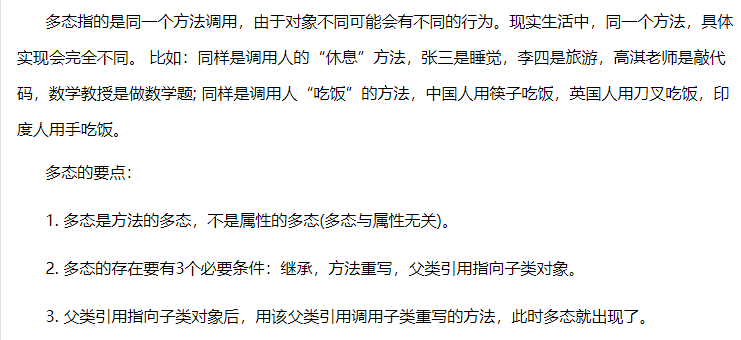 多态指的是同一个方法调用，由于对象不同可能会有不同的行为。现实生活中，同一个方法，具体
实现会完全不同。 比如：同样是调用人的“休息”方法，张三是睡觉，李四是旅游，高淇老师是敲代
码，数学教授是做数学题; 同样是调用人“吃饭”的方法，中国人用筷子吃饭，英国人用刀叉吃饭，印
度人用手吃饭。
多态的要点：
1. 多态是方法的多态，不是属性的多态(多态与属性无关)。
2. 多态的存在要有3个必要条件：继承，方法重写，父类引用指向子类对象。
3. 父类引用指向子类对象后，用该父类引用调用子类重写的方法，此时多态就出现了。